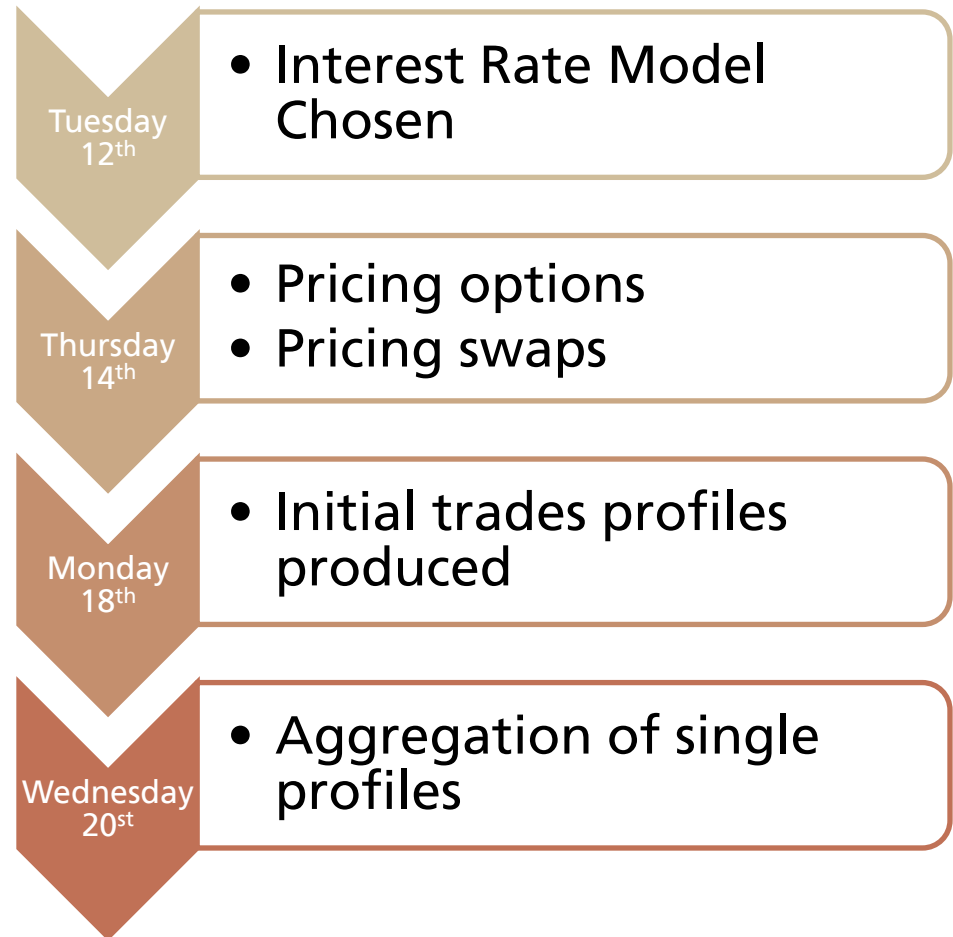 Tuesday
12th
• Interest Rate Model
Chosen
Thursday
14th
• Pricing options
• Pricing swaps
Monday
18th
• Initial trades profiles
produced
Wednesday
20st
• Aggregation of single
profiles